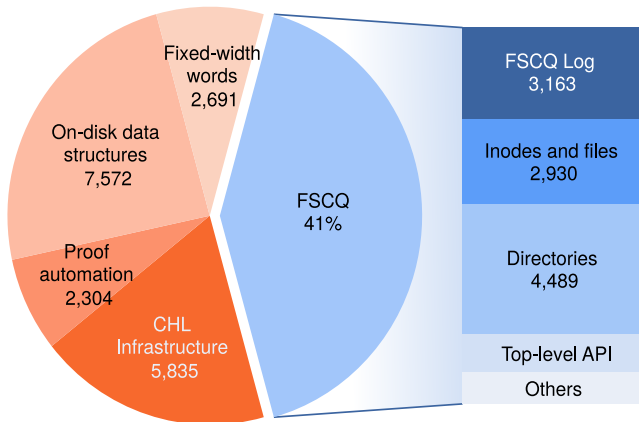 Fixed-width
words
2,691
On-disk data
structures
7,572
Proof
automation
2,304
CHL
Infrastructure
5,835
FSCQ
41%
FSCQ Log
3,163
Inodes and files
2,930
Directories
4,489
Top-level API
Others